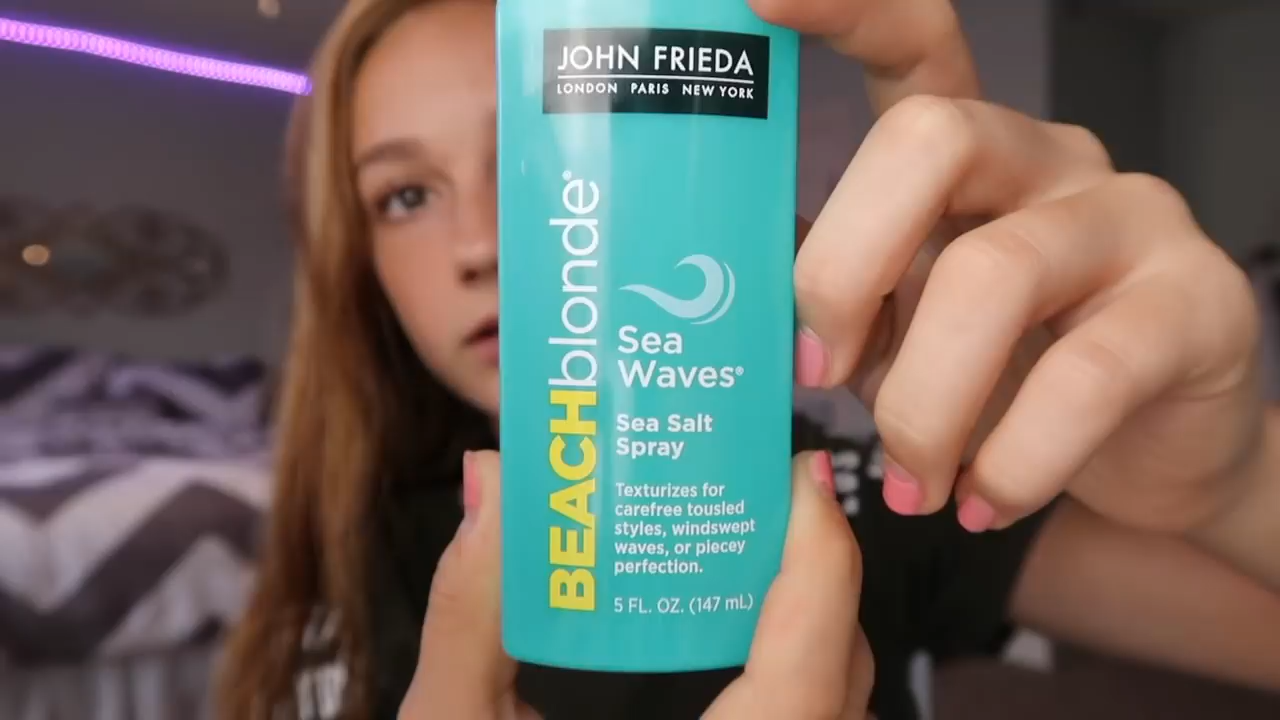 JOHN FRIEDA
LONDON PARIS NEW YORK
BEACHblonde®
Sea
Waves®
Sea Salt
Spray
Texturizes for
carefree tousled
styles, windswept
waves, or piecey
perfection.
5 FL. OZ. (147 mL)